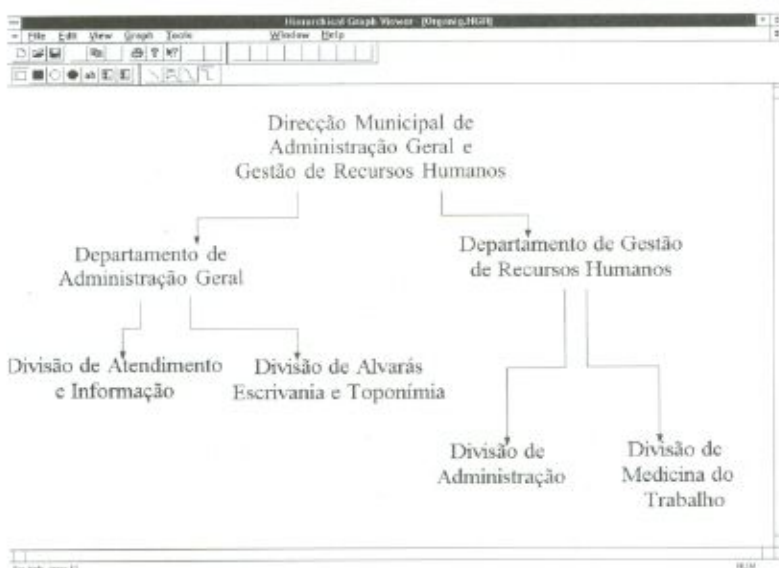 Hierarchical Graph Viewer - [Organig.HGR]
File Edit View Graph Tools Window Help
Direcção Municipal de
Administração Geral e
Gestão de Recursos Humanos
Departamento de
Administração Geral
Departamento de Gestão
de Recursos Humanos
Divisão de Atendimento
e Informação
Divisão de Alvarás
Escrivania e Toponímia
Divisão de
Administração
Divisão de
Medicina do
Trabalho